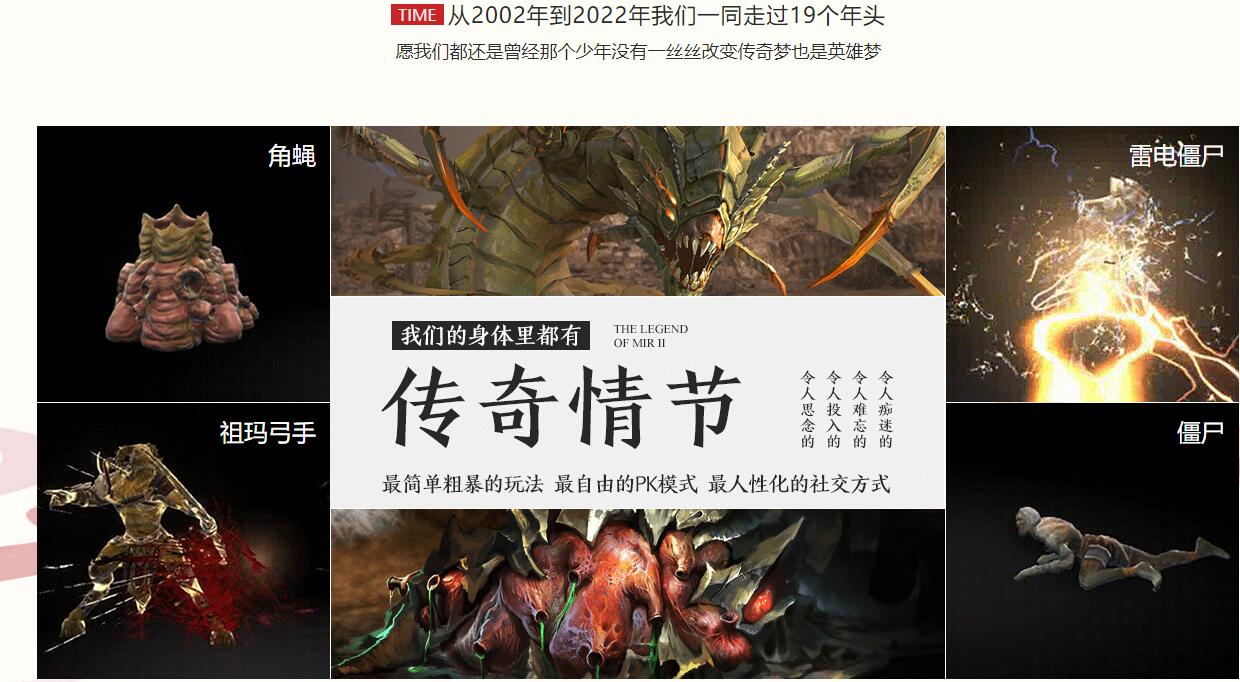 TIME 从2002年到2022年我们一同走过19个年头
愿我们都还是曾经那个少年没有一丝丝改变传奇梦也是英雄梦
角蝇
雷电僵尸
我们的身体里都有
THE LEGEND
OF MIR II
传奇情节
令人痴迷的
令人难忘的
令人投入的
令人思念的
最简单粗暴的玩法 最自由的PK模式 最人性化的社交方式
祖玛弓手
僵尸